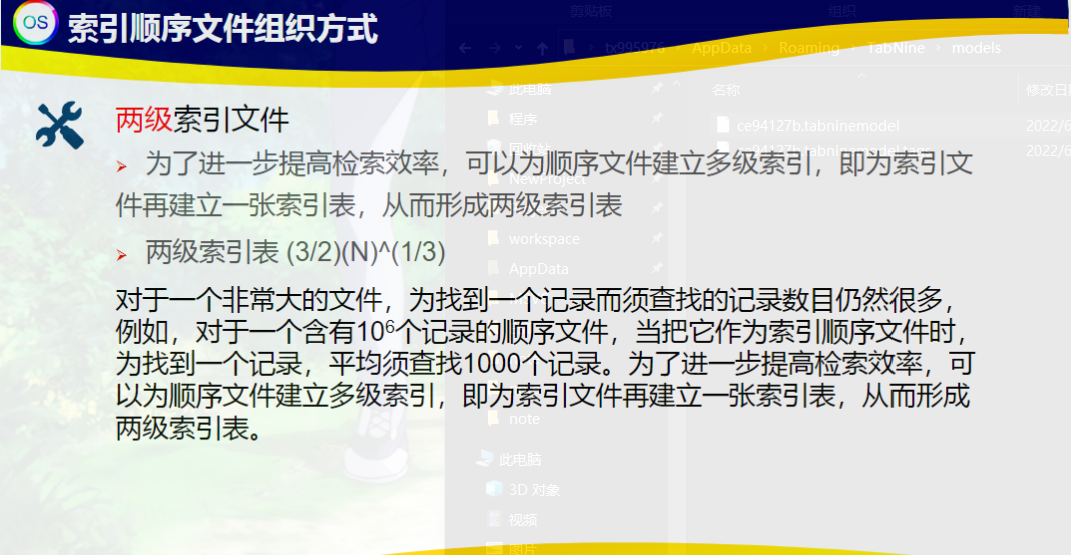 OS 索引顺序文件组织方式
剪贴板 组织 新建
tx995976 AppData Roaming TabNine models
两级索引文件
此电脑 名称 修改日
程序 ce94127b.tabninemodel 2022/6
回收站 ce94127b.tabninemodel.tags 2022/6
为了进一步提高检索效率，可以为顺序文件建立多级索引，即为索引文
NewProject
件再建立一张索引表，从而形成两级索引表
workspace
两级索引表 (3/2)(N)^(1/3)
AppData
对于一个非常大的文件，为找到一个记录而须查找的记录数目仍然很多，
例如，对于一个含有10⁶个记录的顺序文件，当把它作为索引顺序文件时，
为找到一个记录，平均须查找1000个记录。为了进一步提高检索效率，可
以为顺序文件建立多级索引，即为索引文件再建立一张索引表，从而形成
note
两级索引表。
此电脑
3D 对象
视频
图片